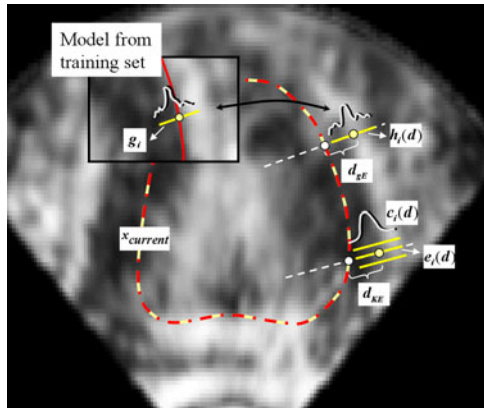 Model from
training set
g_i
h_i(d)
d_gE
x_current
c_i(d)
e_i(d)
d_KE